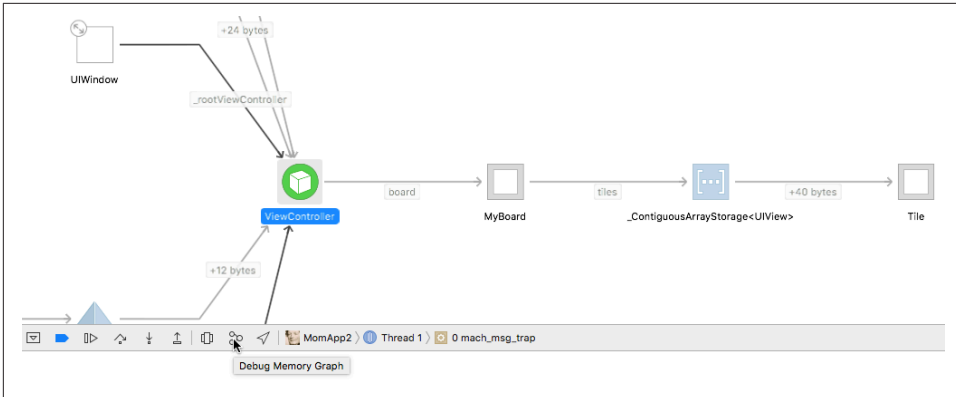 +24 bytes
UIWindow
_rootViewController
board
tiles
+40 bytes
ViewController
MyBoard
_ContiguousArrayStorage<UIView>
Tile
+12 bytes
MomApp2 〉 Thread 1 〉 0 mach_msg_trap
Debug Memory Graph